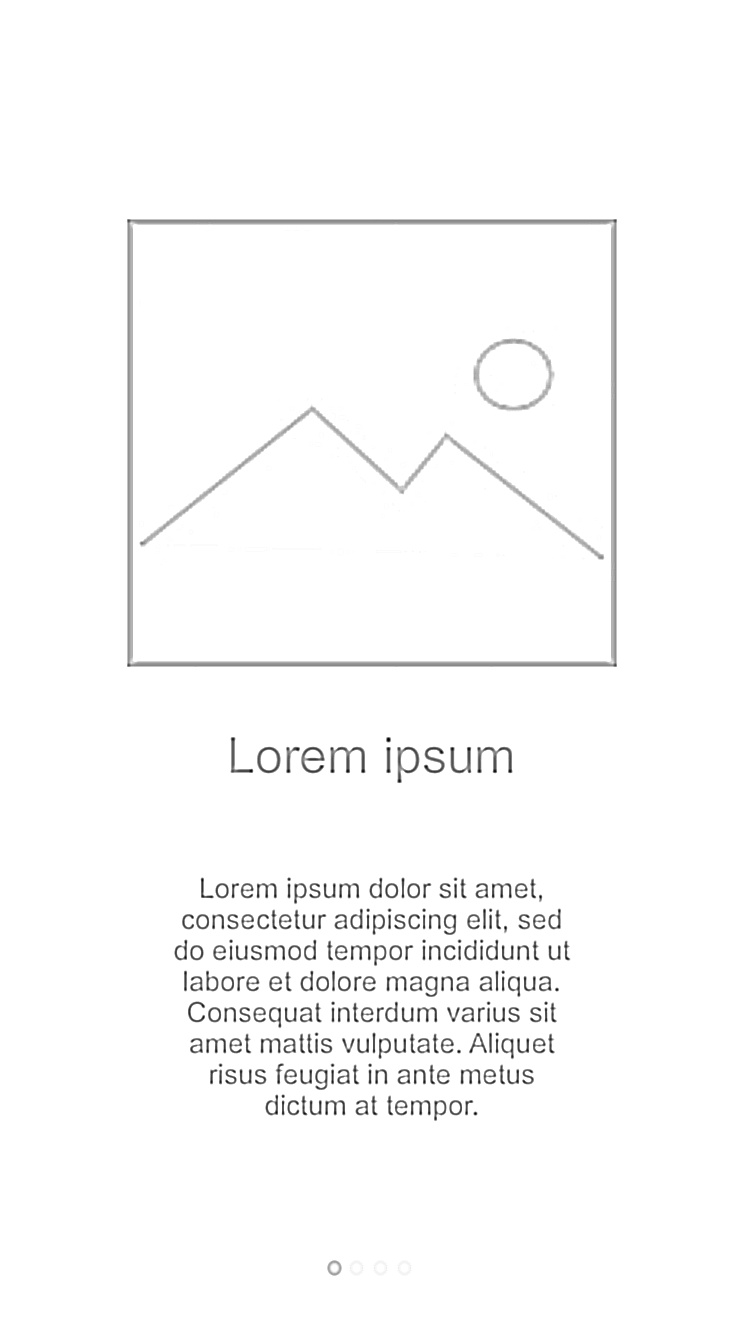 Lorem ipsum
Lorem ipsum dolor sit amet,
consectetur adipiscing elit, sed
do eiusmod tempor incididunt ut
labore et dolore magna aliqua.
Consequat interdum varius sit
amet mattis vulputate. Aliquet
risus feugiat in ante metus
dictum at tempor.